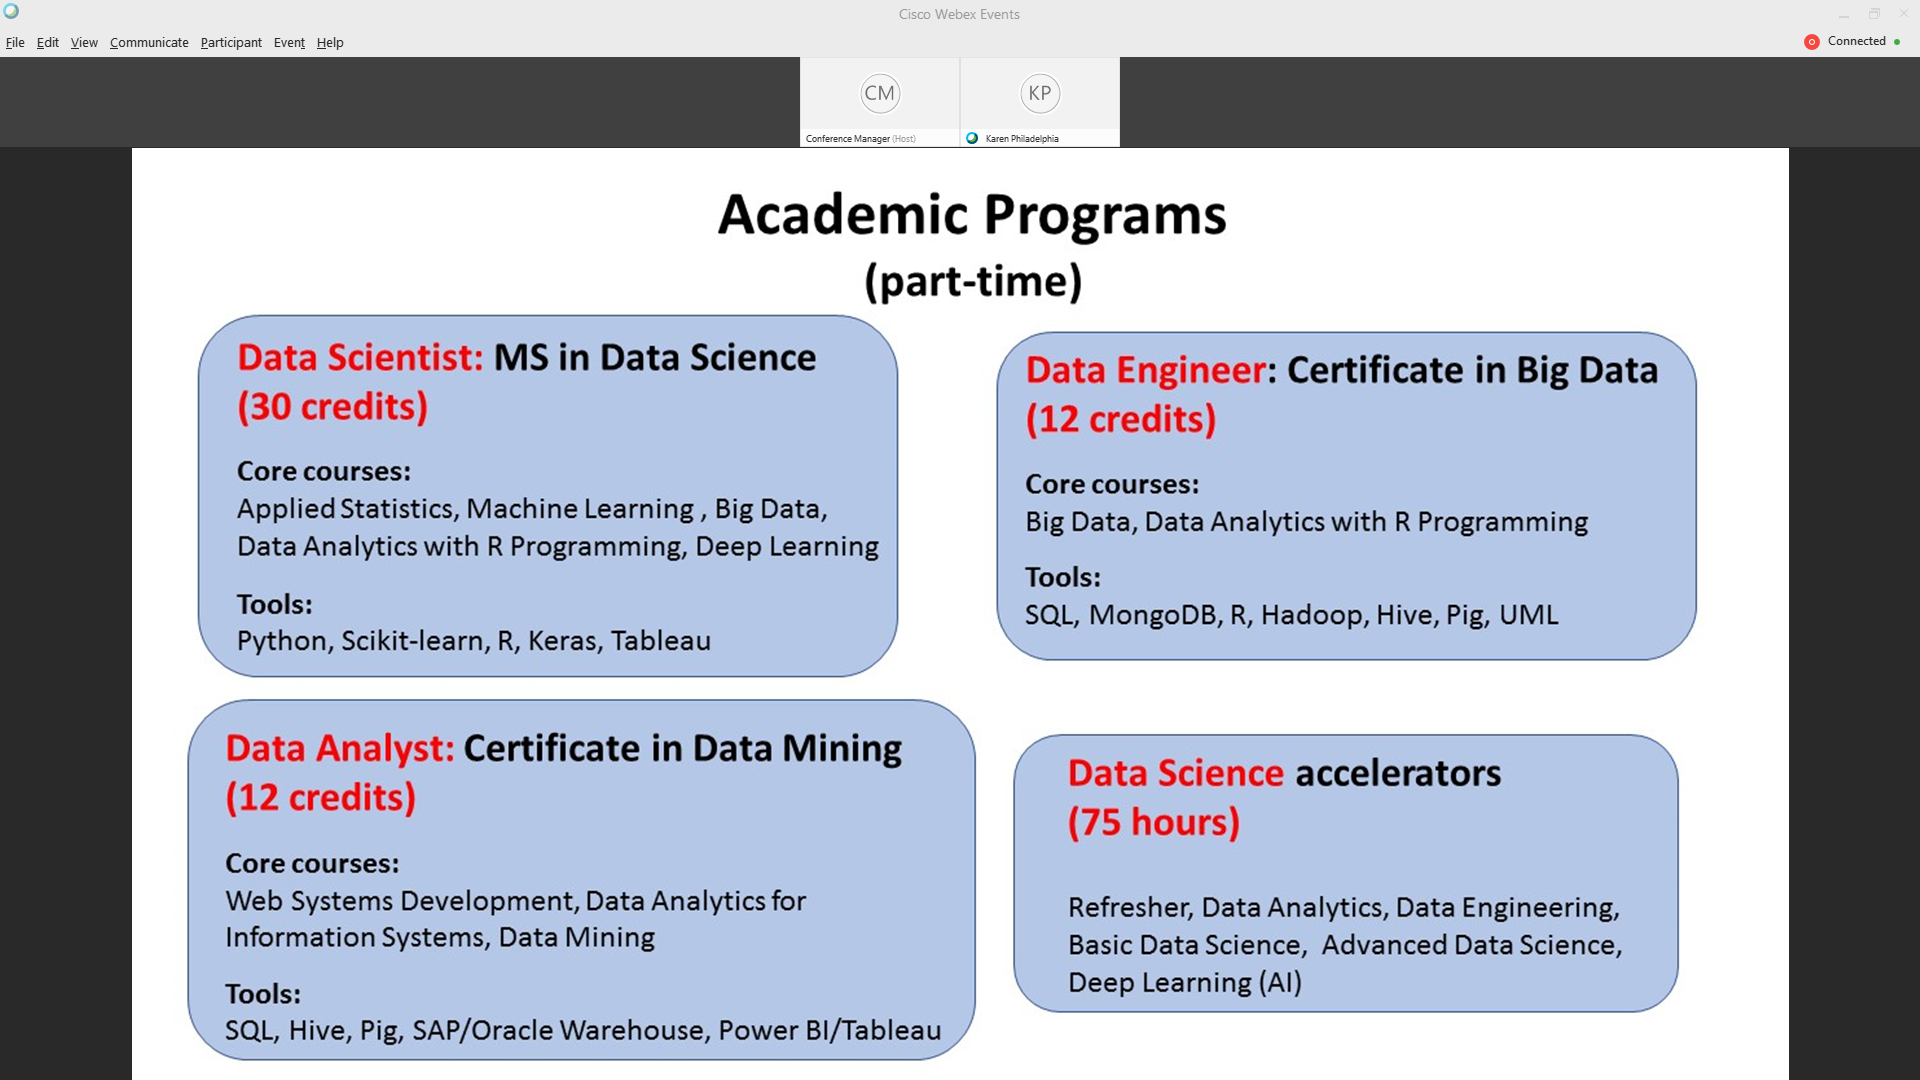 Cisco Webex Events
File Edit View Communicate Participant Event Help
Connected
CM
KP
Conference Manager (Host)
Karen Philadelphia
Academic Programs
(part-time)
Data Scientist: MS in Data Science
(30 credits)
Core courses:
Applied Statistics, Machine Learning , Big Data,
Data Analytics with R Programming, Deep Learning
Tools:
Python, Scikit-learn, R, Keras, Tableau
Data Engineer: Certificate in Big Data
(12 credits)
Core courses:
Big Data, Data Analytics with R Programming
Tools:
SQL, MongoDB, R, Hadoop, Hive, Pig, UML
Data Analyst: Certificate in Data Mining
(12 credits)
Core courses:
Web Systems Development, Data Analytics for
Information Systems, Data Mining
Tools:
SQL, Hive, Pig, SAP/Oracle Warehouse, Power BI/Tableau
Data Science accelerators
(75 hours)
Refresher, Data Analytics, Data Engineering,
Basic Data Science, Advanced Data Science,
Deep Learning (AI)